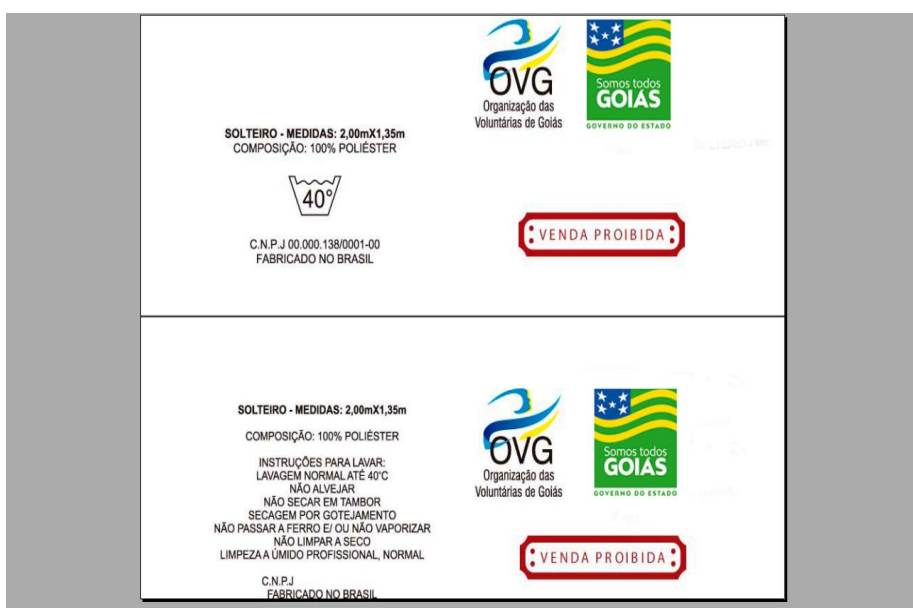 OVG
Organização das
Voluntárias de Goiás
Somos todos
GOIÁS
GOVERNO DO ESTADO
SOLTEIRO - MEDIDAS: 2,00mX1,35m
COMPOSIÇÃO: 100% POLIÉSTER
40°
C.N.P.J 00.000.138/0001-00
FABRICADO NO BRASIL
VENDA PROIBIDA
SOLTEIRO - MEDIDAS: 2,00mX1,35m
COMPOSIÇÃO: 100% POLIÉSTER
INSTRUÇÕES PARA LAVAR:
LAVAGEM NORMAL ATÉ 40°C
NÃO ALVEJAR
NÃO SECAR EM TAMBOR
SECAGEM POR GOTEJAMENTO
NÃO PASSAR A FERRO E/ OU NÃO VAPORIZAR
NÃO LIMPAR A SECO
LIMPEZA A ÚMIDO PROFISSIONAL, NORMAL
C.N.P.J
FABRICADO NO BRASIL
OVG
Organização das
Voluntárias de Goiás
Somos todos
GOIÁS
GOVERNO DO ESTADO
VENDA PROIBIDA